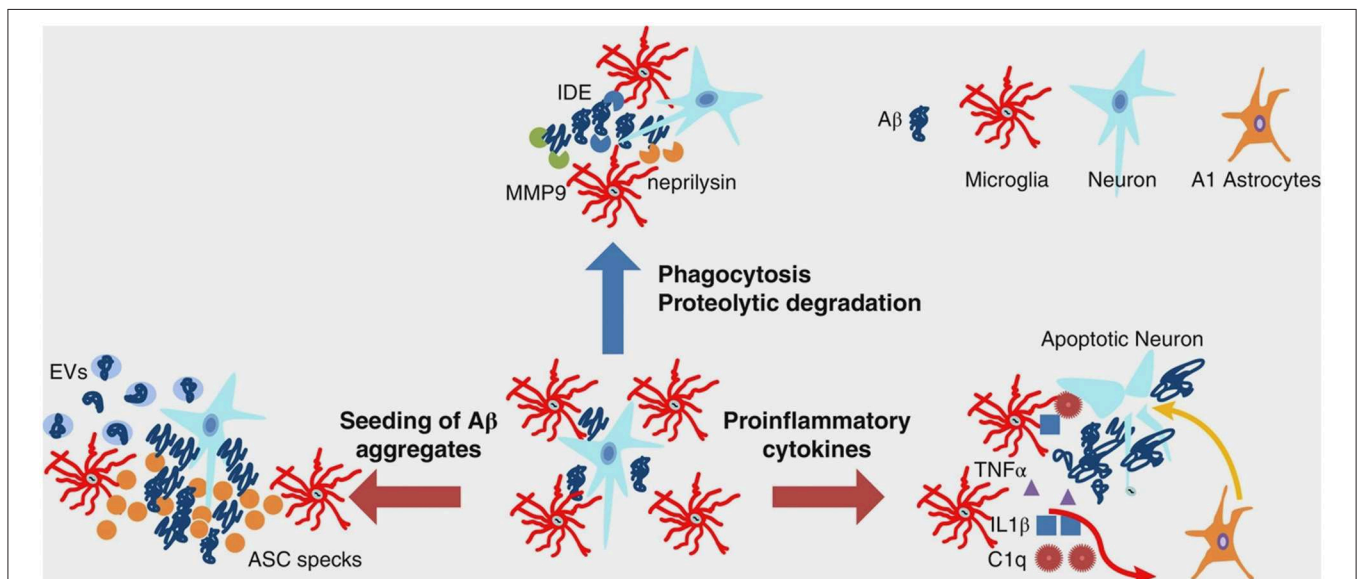 IDE
MMP9
neprilysin
Aβ
Microglia
Neuron
A1 Astrocytes
Phagocytosis
Proteolytic degradation
EVs
Seeding of Aβ
aggregates
ASC specks
Proinflammatory
cytokines
Apoptotic Neuron
TNFα
IL1β
C1q